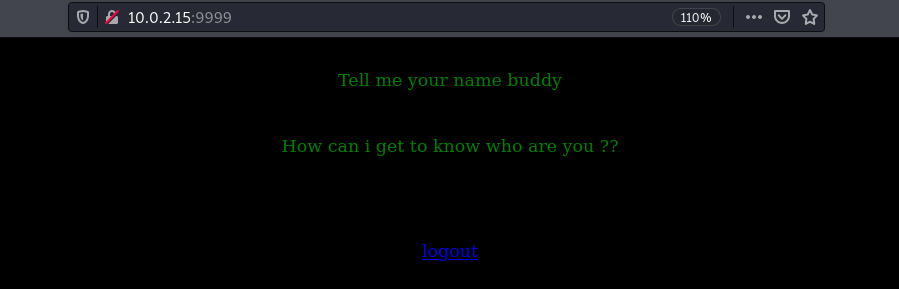 10.0.2.15:9999
110%
Tell me your name buddy
How can i get to know who are you ??
logout